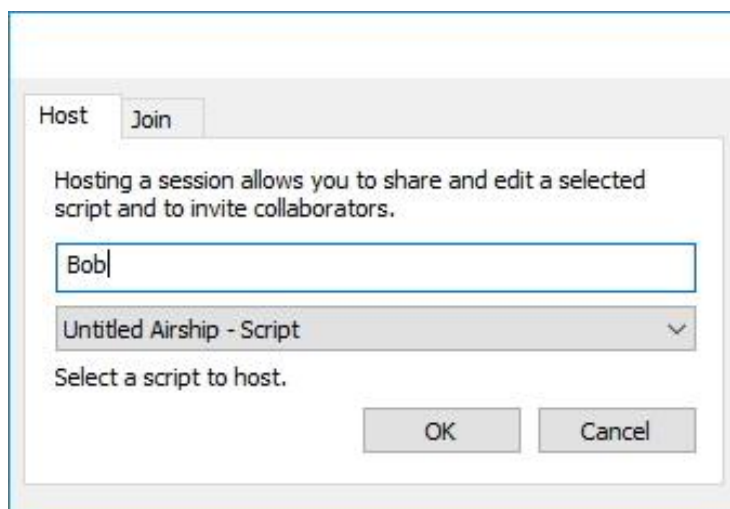 Host
Join
Hosting a session allows you to share and edit a selected
script and to invite collaborators.
Bob
Untitled Airship - Script
Select a script to host.
OK
Cancel